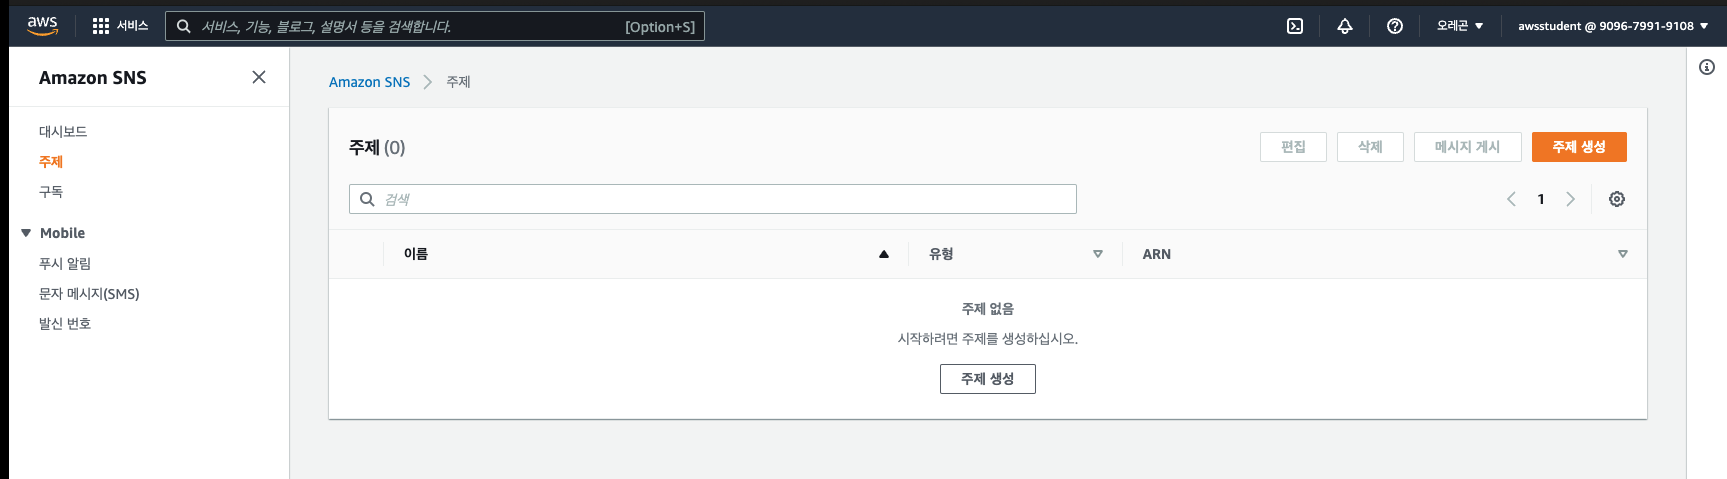 aws 서비스 서비스, 기능, 블로그, 설명서 등을 검색합니다. [Option+S] 오레곤 awsstudent @ 9096-7991-9108
Amazon SNS
대시보드
주제
구독
Mobile
푸시 알림
문자 메시지(SMS)
발신 번호
Amazon SNS 주제
주제 (0) 편집 삭제 메시지 게시 주제 생성
검색 1
이름 유형 ARN
주제 없음
시작하려면 주제를 생성하십시오.
주제 생성